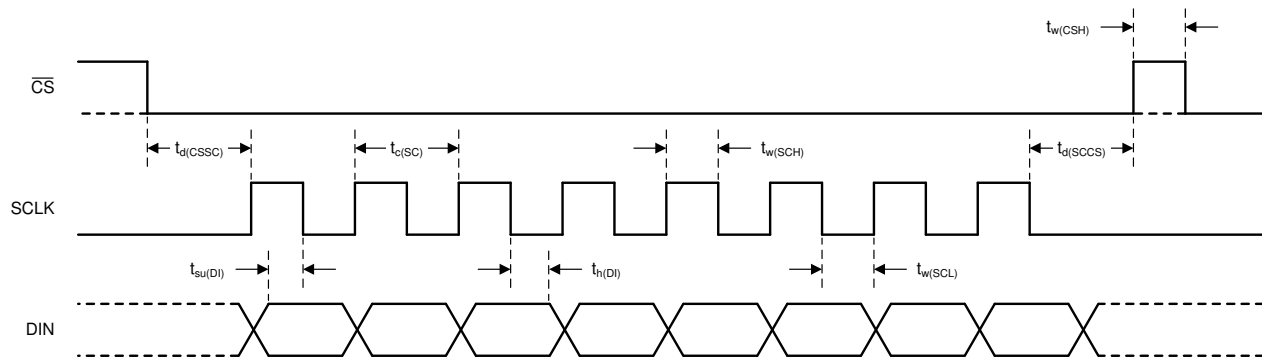 tw(CSH)
CS
td(CSSC)
tc(SC)
tw(SCH)
td(SCCS)
SCLK
tsu(DI)
th(DI)
tw(SCL)
DIN